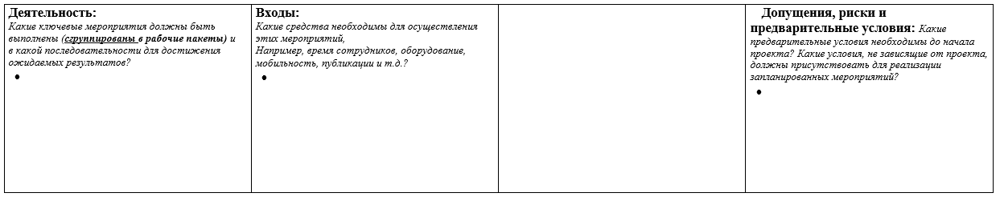 Деятельность:
Какие ключевые мероприятия должны быть
выполнены (сгруппированы в рабочие пакеты) и
в какой последовательности для достижения
ожидаемых результатов?
•
Входы:
Какие средства необходимы для осуществления
этих мероприятий,
Например, время сотрудников, оборудование,
мобильность, публикации и т.д.?
•
Допущения, риски и
предварительные условия: Какие
предварительные условия необходимы до начала
проекта? Какие условия, не зависящие от проекта,
должны присутствовать для реализации
запланированных мероприятий?
•